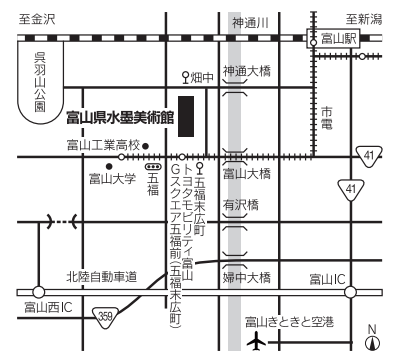 至金沢
神通川
至新潟
富山駅
呉羽山公園
畑中
神通大橋
富山県水墨美術館
市電
富山工業高校
41
富山大学
五福
五福末広町
トヨタモビリティ富山
Gスクエア五福前(五福末広町)
富山大橋
41
有沢橋
北陸自動車道
婦中大橋
富山IC
富山西IC
359
富山きときと空港
N